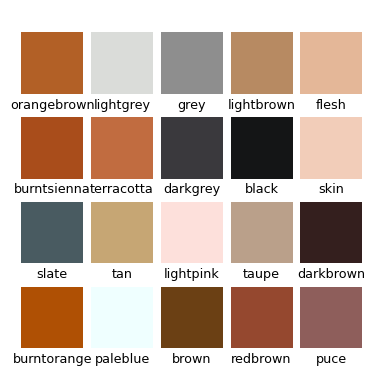 orangebrown lightgrey grey lightbrown flesh
burntsienna terracotta darkgrey black skin
slate tan lightpink taupe darkbrown
burntorange paleblue brown redbrown puce